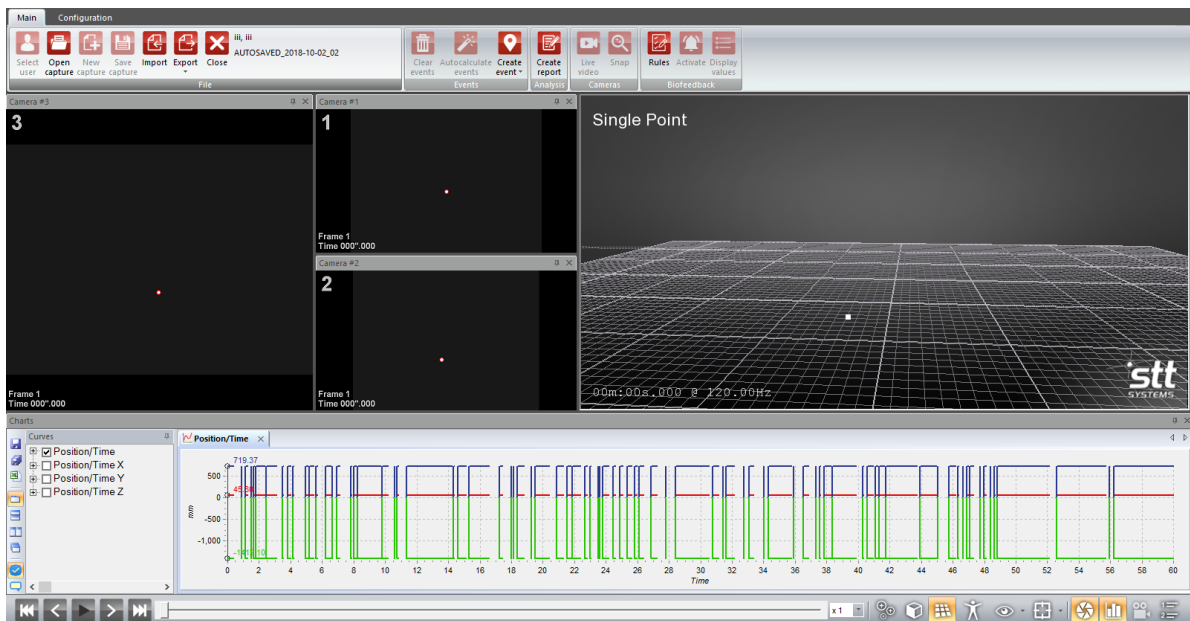 Main Configuration
Select user
Open capture
New capture
Save capture
Import
Export
Close
iii, iii
AUTOSAVED_2018-10-02_02
File
Clear events
Autocalculate events
Create event
Events
Create report
Analysis
Live video
Snap
Cameras
Rules
Activate
Display values
Biofeedback
Camera #3
3
Frame 1
Time 000".000
Camera #1
1
Frame 1
Time 000".000
Camera #2
2
Frame 1
Time 000".000
Single Point
00m:00s.000 @ 120.00Hz
stt
SYSTEMS
Charts
Curves
Position/Time
Position/Time X
Position/Time Y
Position/Time Z
Position/Time
719.37
500
0
-500
-1,000
mm
0 2 4 6 8 10 12 14 16 18 20 22 24 26 28 30 32 34 36 38 40 42 44 46 48 50 52 54 56 58 60
Time
x 1